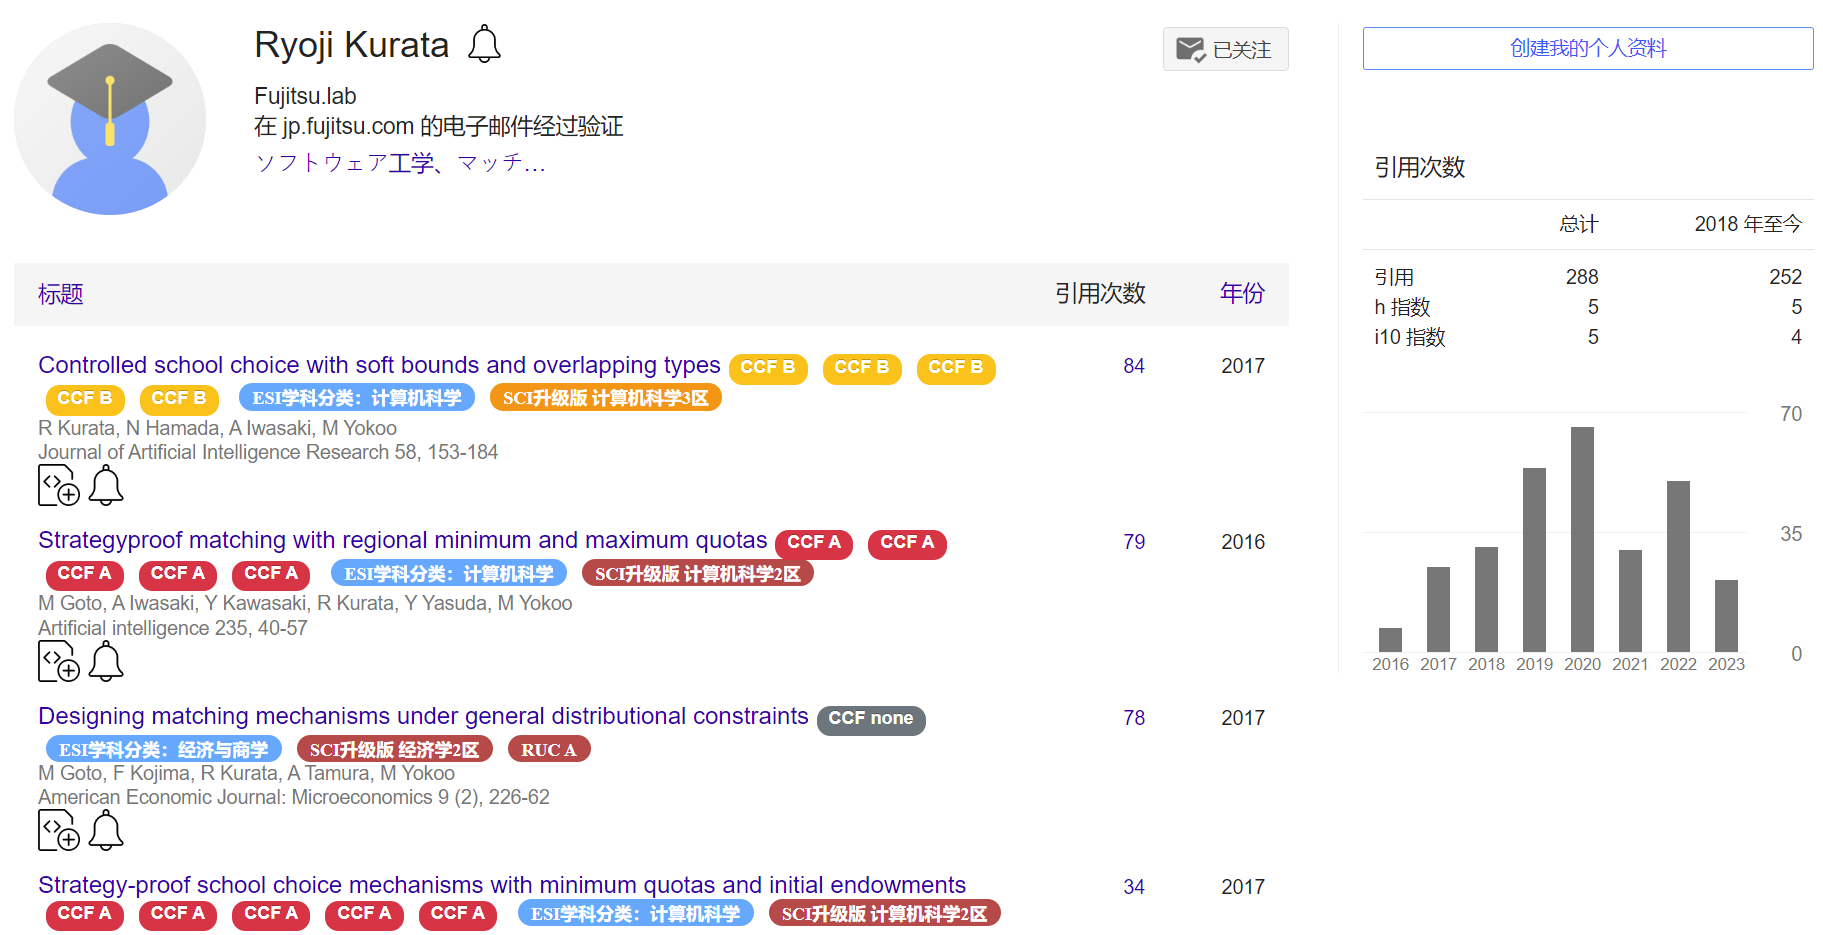 Ryoji Kurata
已关注
Fujitsu.lab
在 jp.fujitsu.com 的电子邮件经过验证
ソフトウェア工学、マッチ…
标题 引用次数 年份
Controlled school choice with soft bounds and overlapping types CCF B CCF B CCF B 84 2017
CCF B CCF B ESI学科分类：计算机科学 SCI升级版 计算机科学3区
R Kurata, N Hamada, A Iwasaki, M Yokoo
Journal of Artificial Intelligence Research 58, 153-184
Strategyproof matching with regional minimum and maximum quotas CCF A CCF A 79 2016
CCF A CCF A CCF A ESI学科分类：计算机科学 SCI升级版 计算机科学2区
M Goto, A Iwasaki, Y Kawasaki, R Kurata, Y Yasuda, M Yokoo
Artificial intelligence 235, 40-57
Designing matching mechanisms under general distributional constraints CCF none 78 2017
ESI学科分类：经济与商学 SCI升级版 经济学2区 RUC A
M Goto, F Kojima, R Kurata, A Tamura, M Yokoo
American Economic Journal: Microeconomics 9 (2), 226-62
Strategy-proof school choice mechanisms with minimum quotas and initial endowments 34 2017
CCF A CCF A CCF A CCF A CCF A ESI学科分类：计算机科学 SCI升级版 计算机科学2区
创建我的个人资料
引用次数
总计 2018 年至今
引用 288 252
h 指数 5 5
i10 指数 5 4
70
35
0
2016 2017 2018 2019 2020 2021 2022 2023